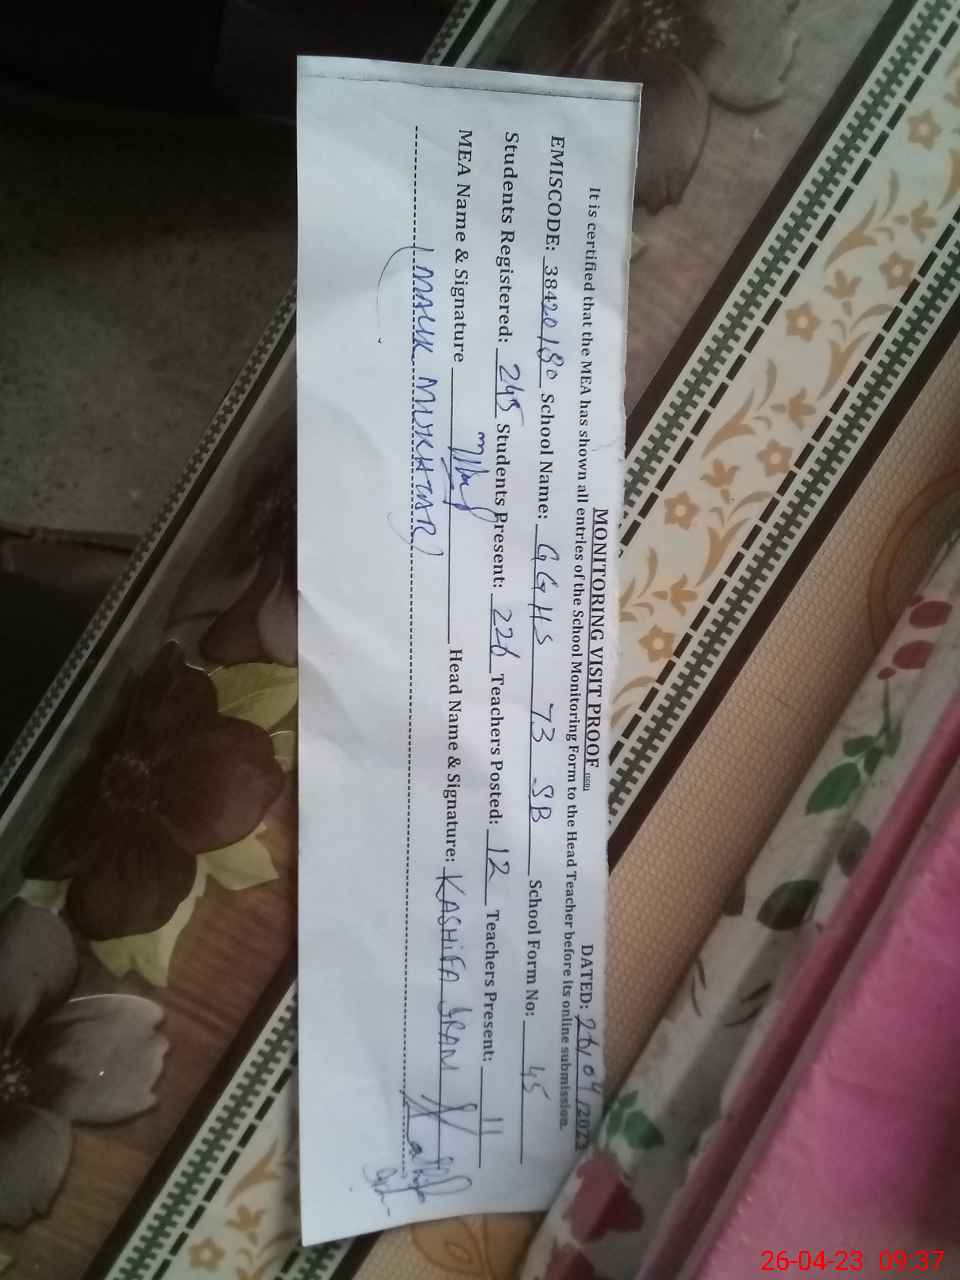 MONITORING VISIT PROOF
DATED: 26/04/2023
It is certified that the MEA has shown all entries of the School Monitoring Form to the Head Teacher before its online submission.
EMISCODE: 38420180 School Name: GGHS 73 SB School Form No: 45
Students Registered: 245 Students Present: 226 Teachers Posted: 12 Teachers Present: 11
MEA Name & Signature Head Name & Signature: KASHIFA IRAM
(MALIK MUKHTAR)
26-04-23 09:37